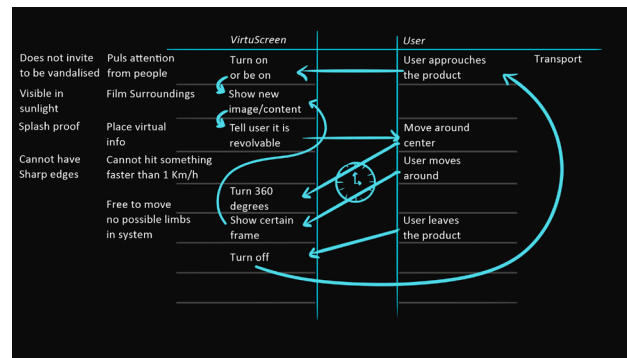 VirtuScreen User
Does not invite Puls attention Turn on User approuches Transport
to be vandalised from people or be on the product
Visible in Film Surroundings Show new
sunlight image/content
Splash proof Place virtual Tell user it is Move around
info revolvable center
Cannot have Cannot hit something User moves
Sharp edges faster than 1 Km/h around
Turn 360
Free to move degrees
no possible limbs Show certain User leaves
in system frame the product
Turn off